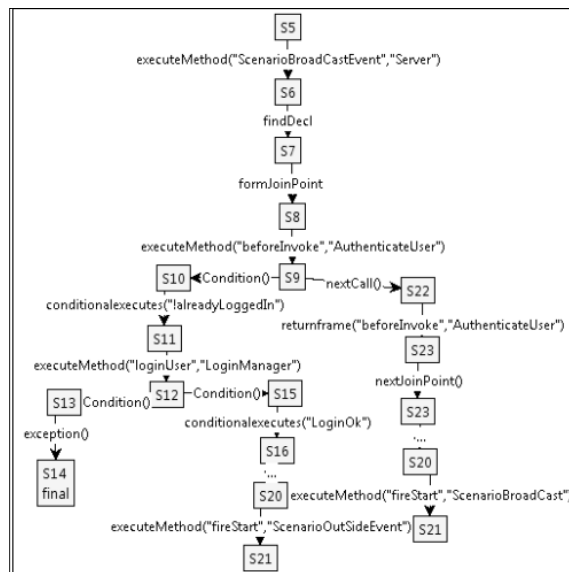 S5
executeMethod("ScenarioBroadCastEvent","Server")
S6
findDecl
S7
formJoinPoint
S8
executeMethod("beforeInvoke","AuthenticateUser")
S10 Condition() S9 nextCall() S22
conditionalexecutes("!alreadyLoggedIn")
returnframe("beforeInvoke","AuthenticateUser")
S11
S23
executeMethod("loginUser","LoginManager")
nextJoinPoint()
S13 Condition() S12 Condition() S15
S23
exception()
conditionalexecutes("LoginOk")
...
S14
final
S16
S20
...
S20
executeMethod("fireStart","ScenarioBroadCast")
executeMethod("fireStart","ScenarioOutSideEvent")
S21
S21